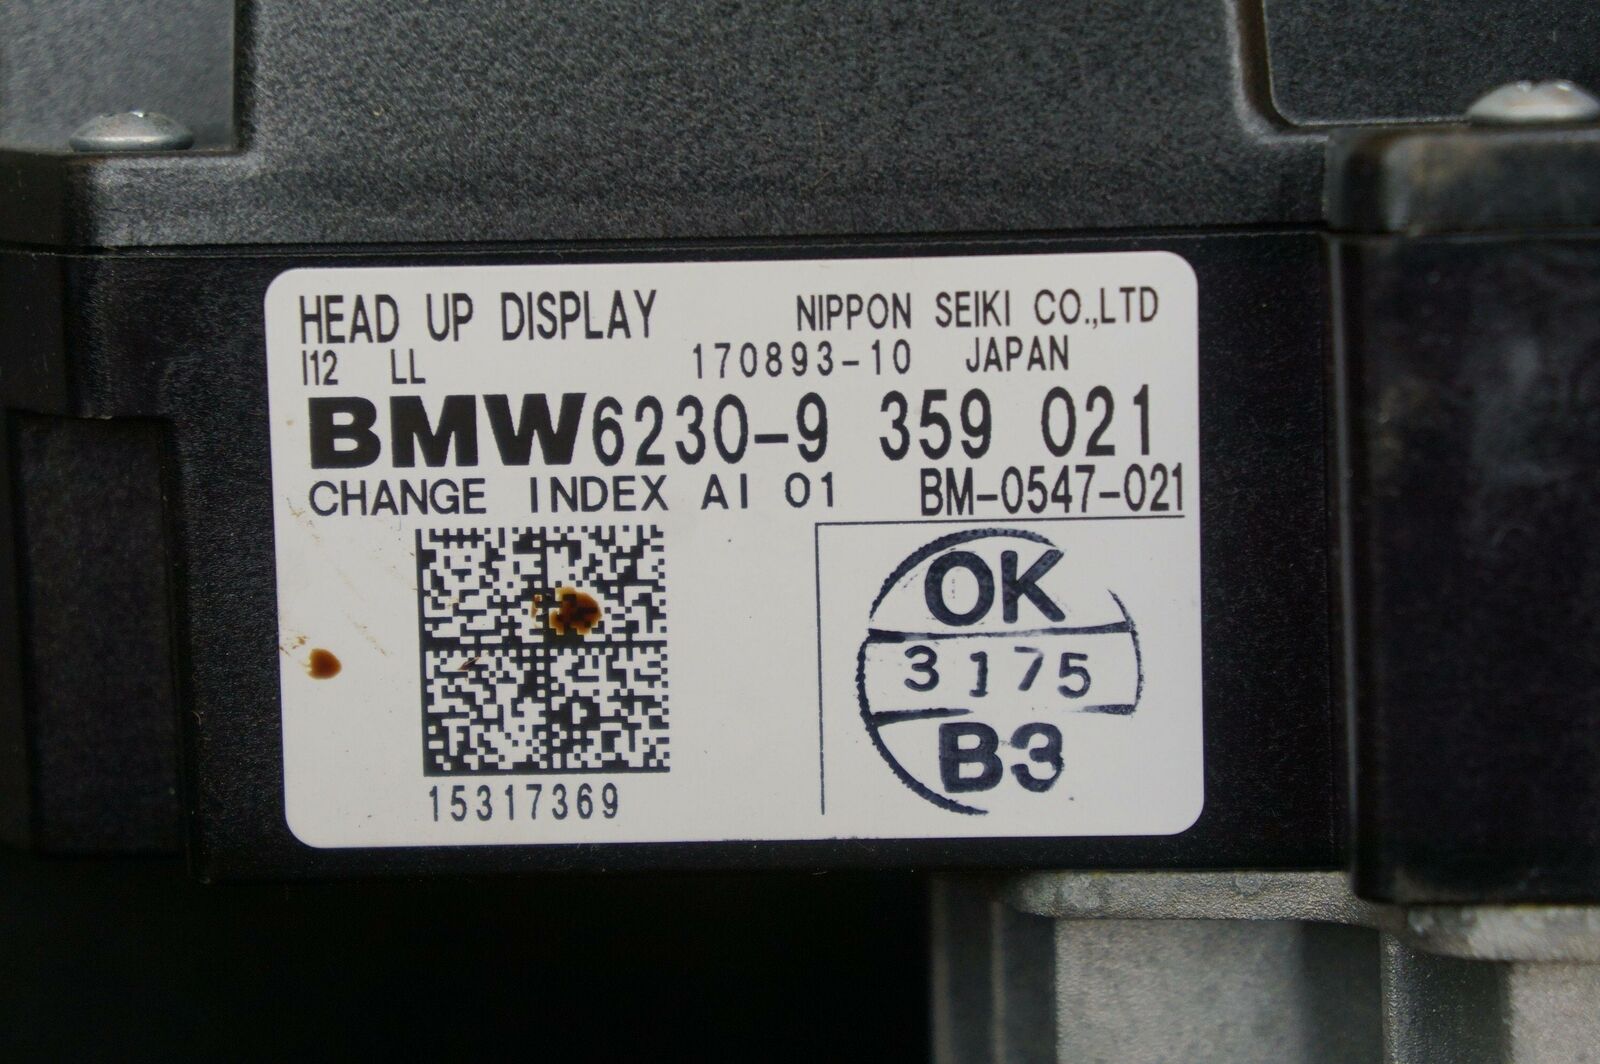 HEAD UP DISPLAY NIPPON SEIKI CO.,LTD
I12 LL 170893-10 JAPAN
BMW6230-9 359 021
CHANGE INDEX AI 01 BM-0547-021
OK
3175
B3
15317369